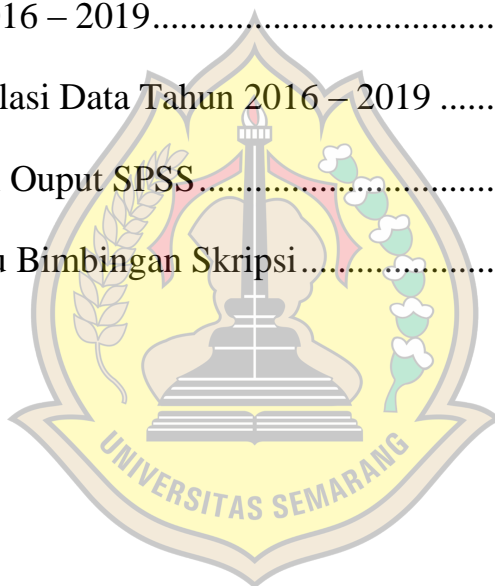 16 – 2019..........................................
lasi Data Tahun 2016 – 2019 ......
Ouput SPSS....................................
Bimbingan Skripsi......................
UNIVERSITAS SEMARANG